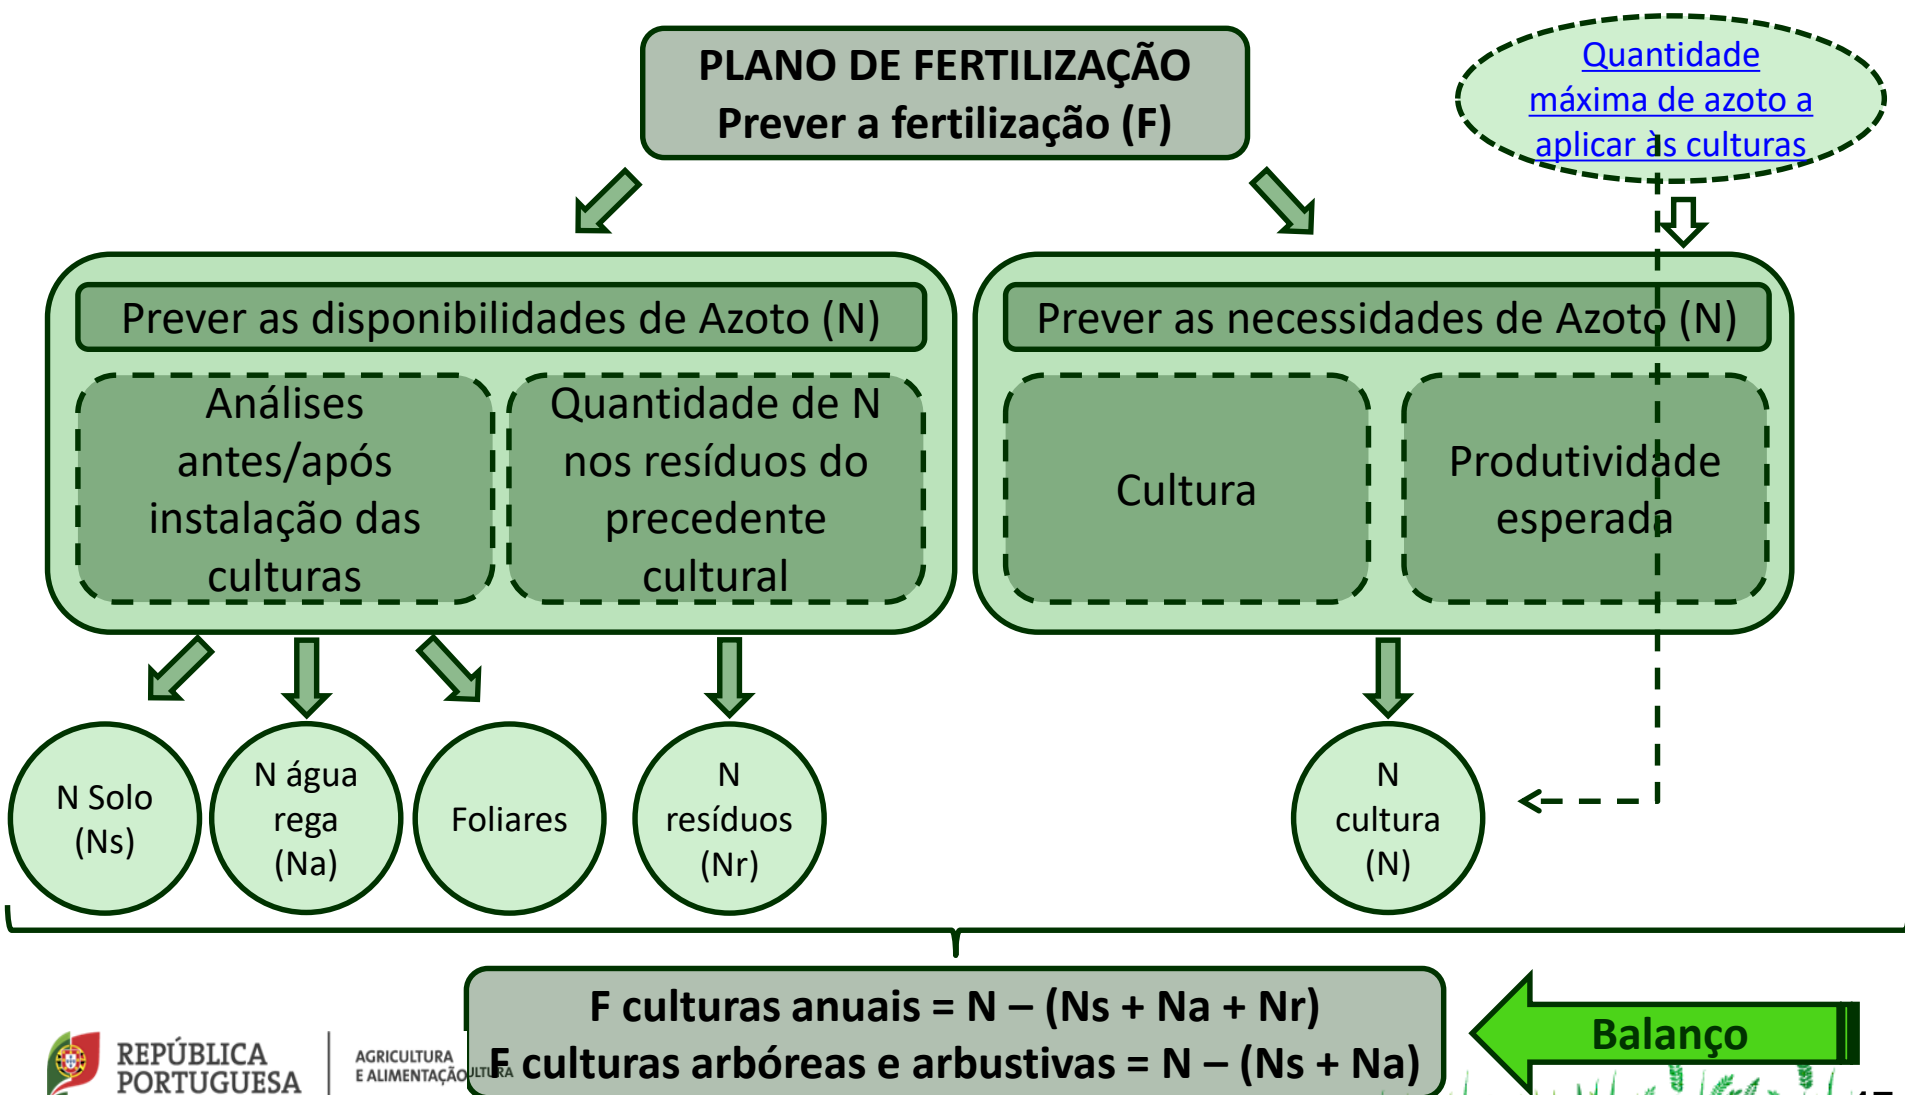 PLANO DE FERTILIZAÇÃO
Prever a fertilização (F)
Quantidade
máxima de azoto a
aplicar às culturas
Prever as disponibilidades de Azoto (N)
Análises
antes/após
instalação das
culturas
Quantidade de N
nos resíduos do
precedente
cultural
Prever as necessidades de Azoto (N)
Cultura
Produtividade
esperada
N Solo
(Ns)
N água
rega
(Na)
Foliares
N
resíduos
(Nr)
N
cultura
(N)
F culturas anuais = N – (Ns + Na + Nr)
F culturas arbóreas e arbustivas = N – (Ns + Na)
Balanço
REPÚBLICA
PORTUGUESA
AGRICULTURA
E ALIMENTAÇÃO